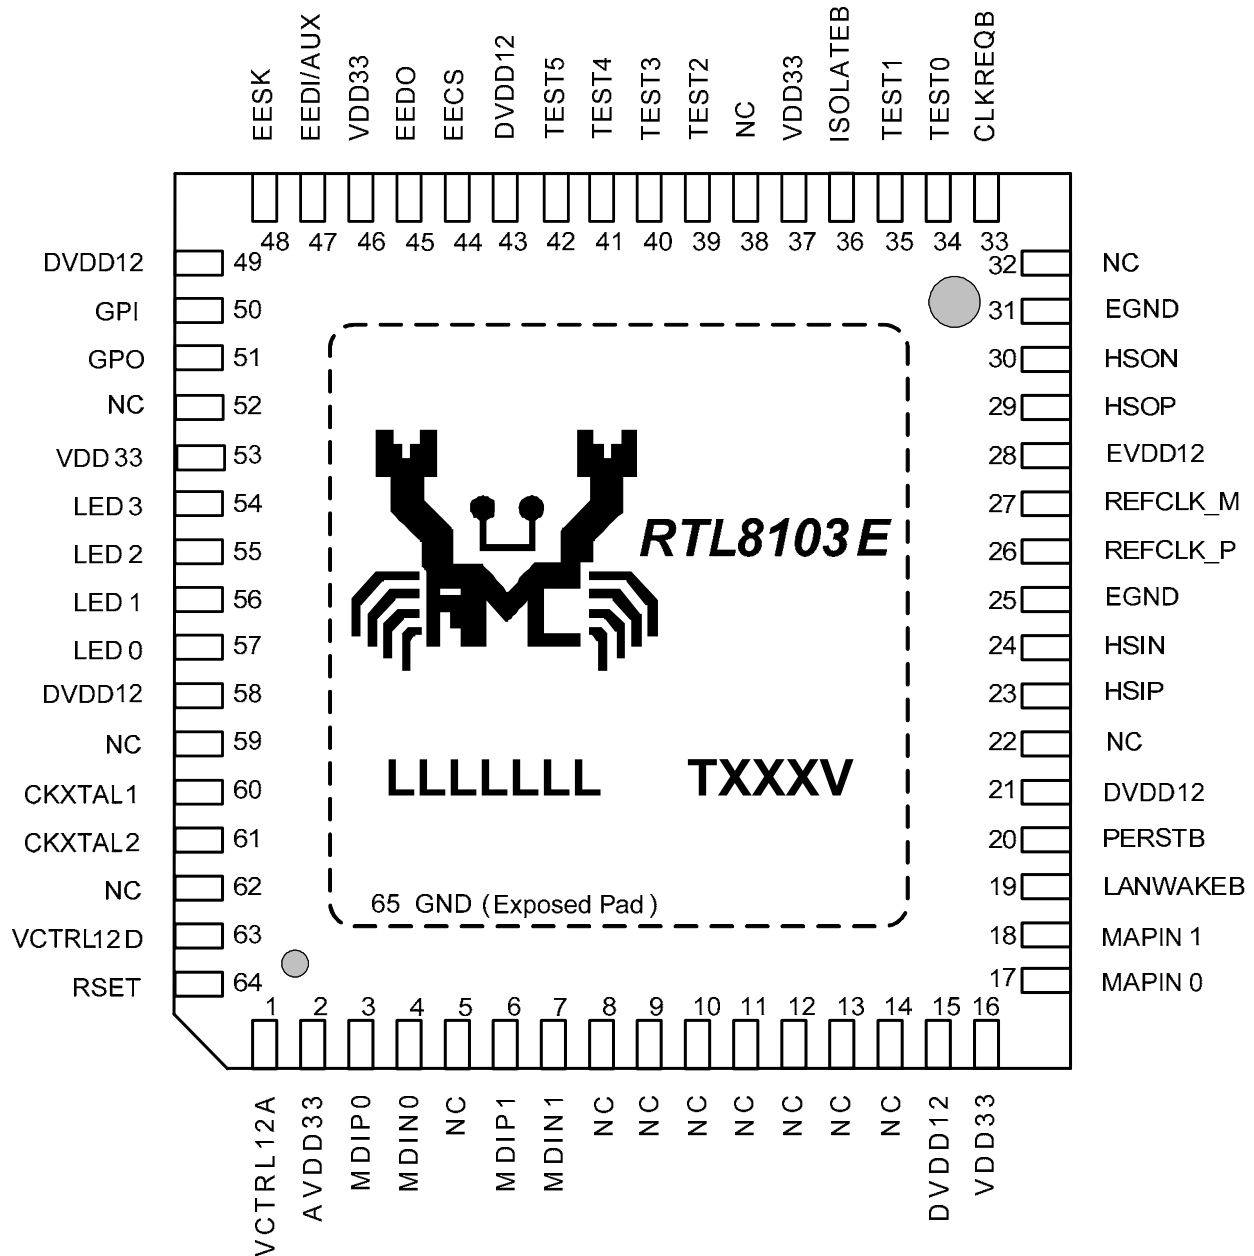 EESK EEDI/AUX VDD33 EEDO EECS DVDD12 TEST5 TEST4 TEST3 TEST2 NC VDD33 ISOLATEB TEST1 TEST0 CLKREQB
48 47 46 45 44 43 42 41 40 39 38 37 36 35 34 33
DVDD12 49 32 NC
GPI 50 31 EGND
GPO 51 30 HSON
NC 52 29 HSOP
VDD33 53 28 EVDD12
LED3 54 27 REFCLK_M
LED2 55 26 REFCLK_P
LED1 56 25 EGND
LED0 57 24 HSIN
DVDD12 58 23 HSIP
NC 59 22 NC
CKXTAL1 60 21 DVDD12
CKXTAL2 61 20 PERSTB
NC 62 19 LANWAKEB
VCTRL12D 63 18 MAPIN 1
RSET 64 17 MAPIN 0
RTL8103E
LLLLLLL TXXXV
65 GND (Exposed Pad)
1 2 3 4 5 6 7 8 9 10 11 12 13 14 15 16
VCTRL12A AVDD33 MDIP0 MDIN0 NC MDIP1 MDIN1 NC NC NC NC NC NC NC DVDD12 VDD33